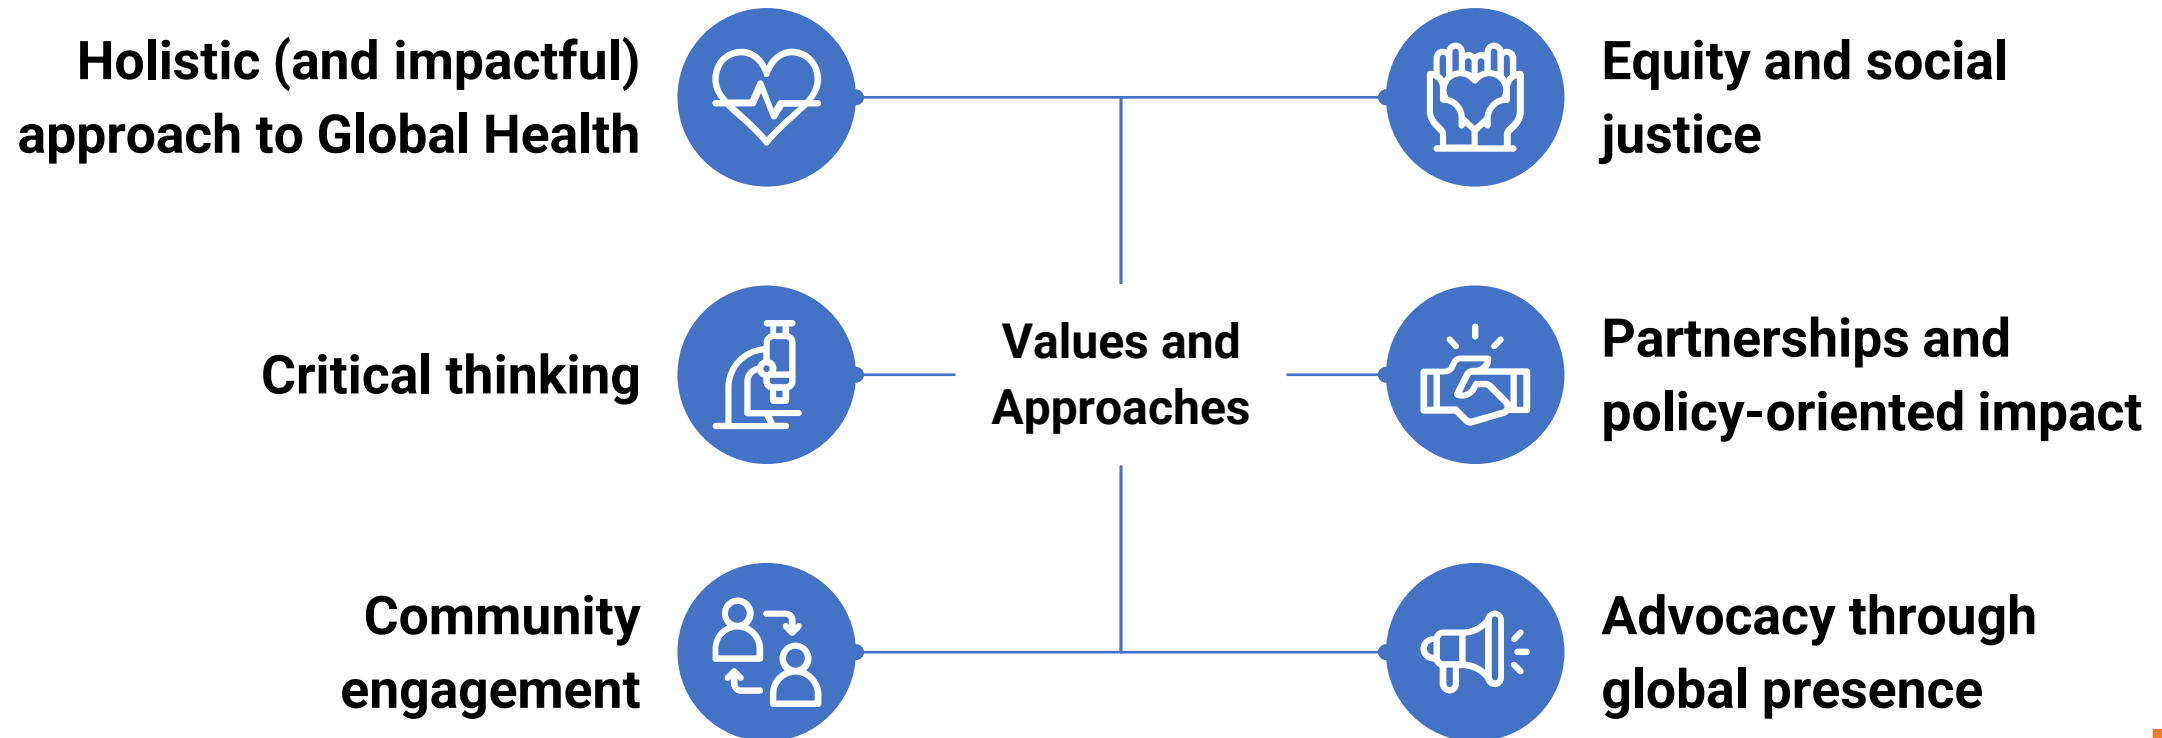 Holistic (and impactful)
approach to Global Health
Equity and social
justice
Critical thinking
Values and
Approaches
Partnerships and
policy-oriented impact
Community
engagement
Advocacy through
global presence